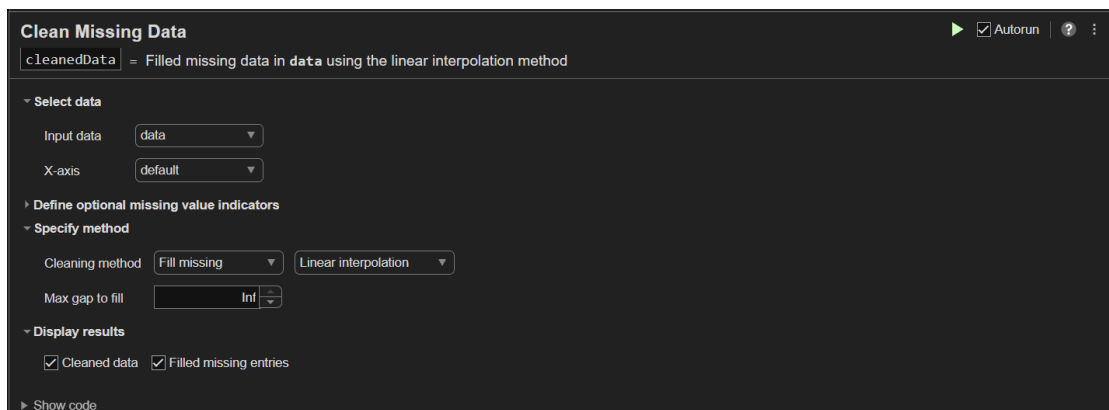 Clean Missing Data
Autorun ?
cleanedData = Filled missing data in data using the linear interpolation method
Select data
Input data data
X-axis default
Define optional missing value indicators
Specify method
Cleaning method Fill missing Linear interpolation
Max gap to fill Inf
Display results
Cleaned data Filled missing entries
Show code